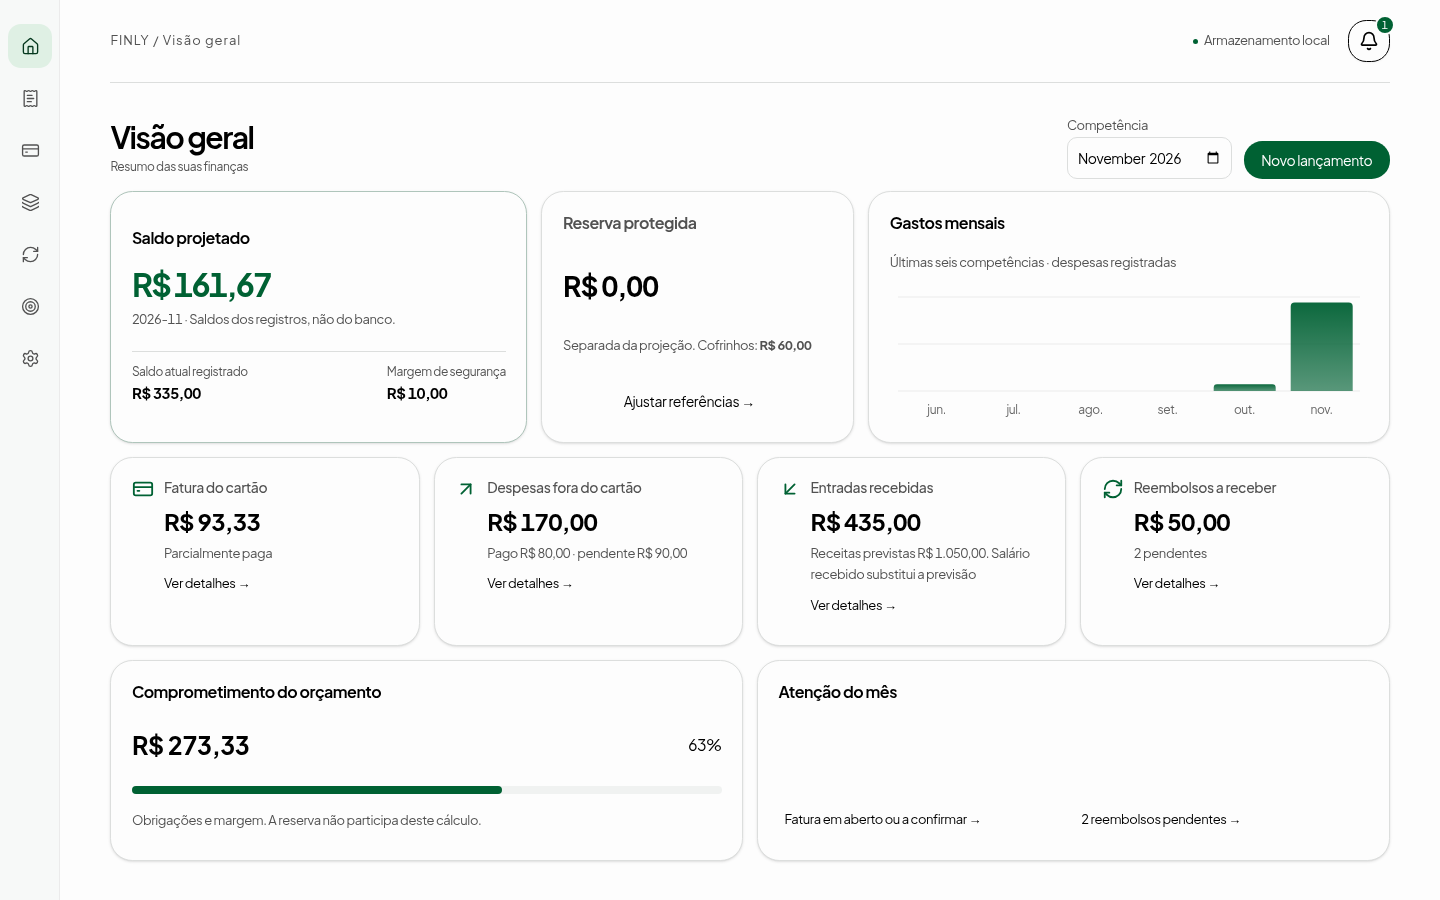 FINLY / Visão geral
Armazenamento local
1
Visão geral
Resumo das suas finanças
Competência
November 2026
Novo lançamento
Saldo projetado
R$ 161,67
2026-11 · Saldos dos registros, não do banco.
Saldo atual registrado
R$ 335,00
Margem de segurança
R$ 10,00
Reserva protegida
R$ 0,00
Separada da projeção. Cofrinhos: R$ 60,00
Ajustar referências →
Gastos mensais
Últimas seis competências · despesas registradas
jun. jul. ago. set. out. nov.
Fatura do cartão
R$ 93,33
Parcialmente paga
Ver detalhes →
Despesas fora do cartão
R$ 170,00
Pago R$ 80,00 · pendente R$ 90,00
Ver detalhes →
Entradas recebidas
R$ 435,00
Receitas previstas R$ 1.050,00. Salário
recebido substitui a previsão
Ver detalhes →
Reembolsos a receber
R$ 50,00
2 pendentes
Ver detalhes →
Comprometimento do orçamento
R$ 273,33
63%
Obrigações e margem. A reserva não participa deste cálculo.
Atenção do mês
Fatura em aberto ou a confirmar →
2 reembolsos pendentes →